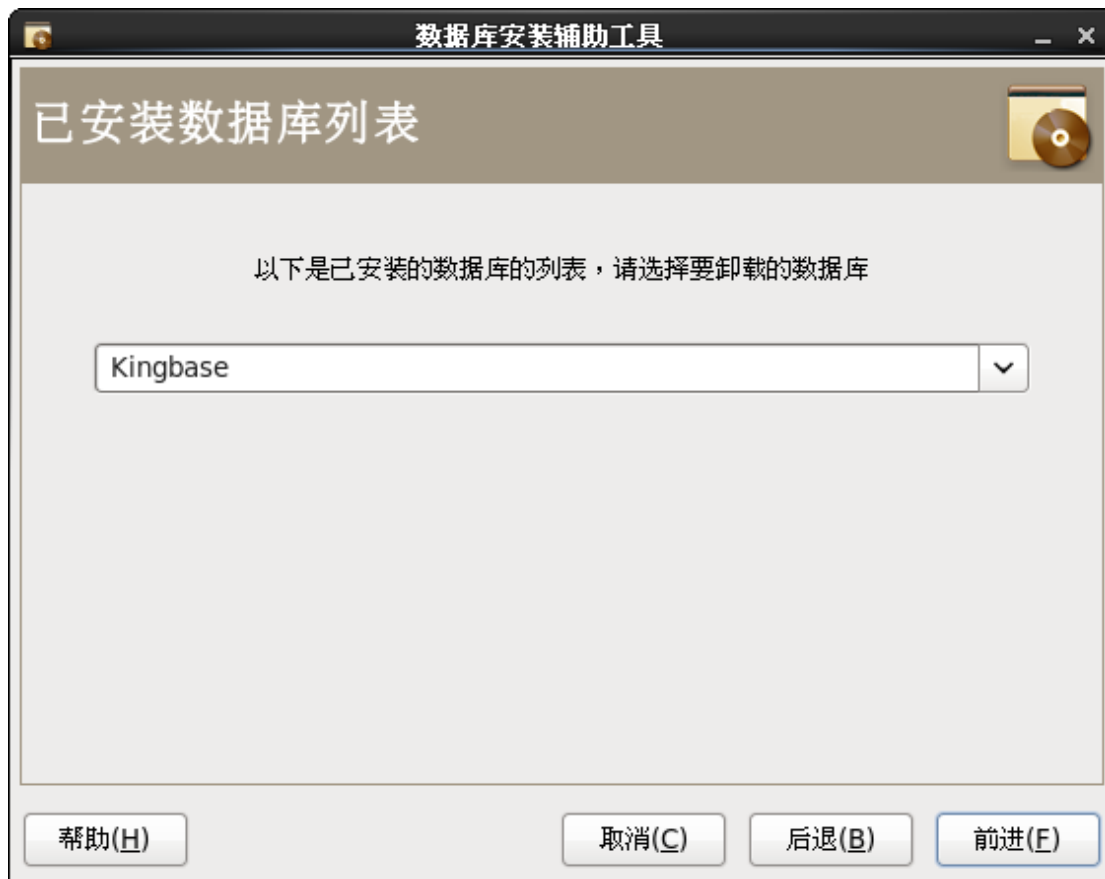 数据库安装辅助工具
已安装数据库列表
以下是已安装的数据库的列表，请选择要卸载的数据库
Kingbase
帮助(H)
取消(C)
后退(B)
前进(F)